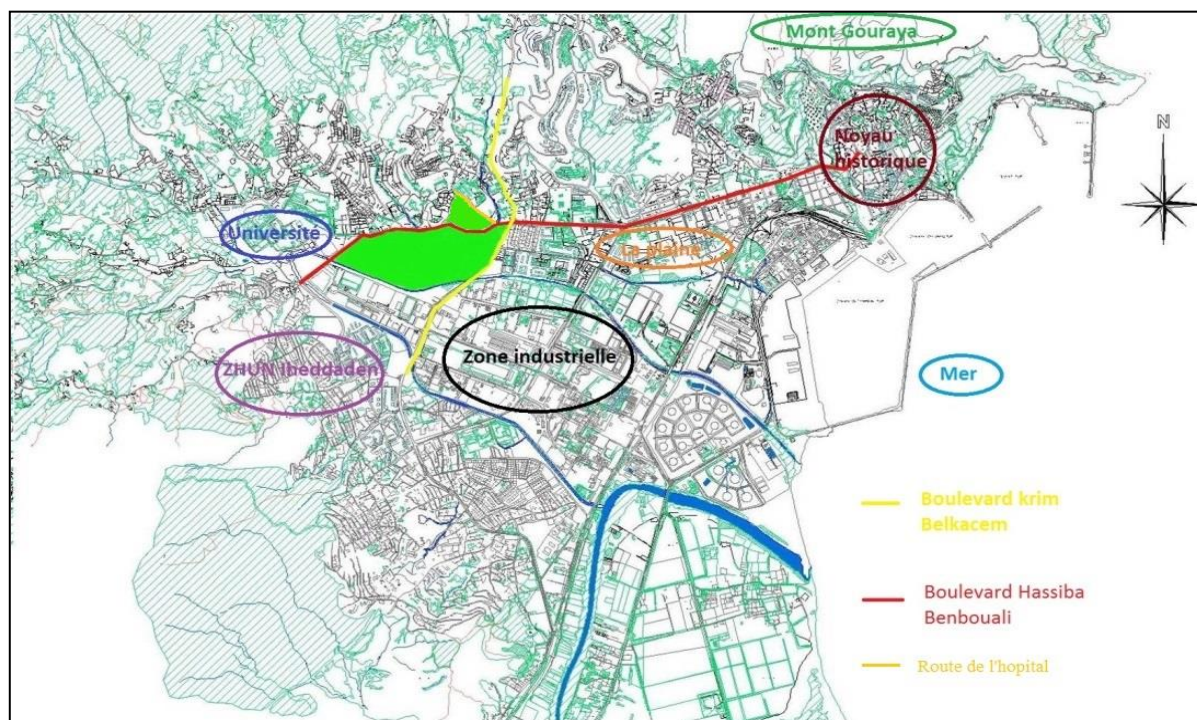 Mont Gouraya
Noyau
historique
N
Université
La plaine
ZHUN Iheddaden
Zone industrielle
Mer
Boulevard krim
Belkacem
Boulevard Hassiba
Benbouali
Route de l'hopital